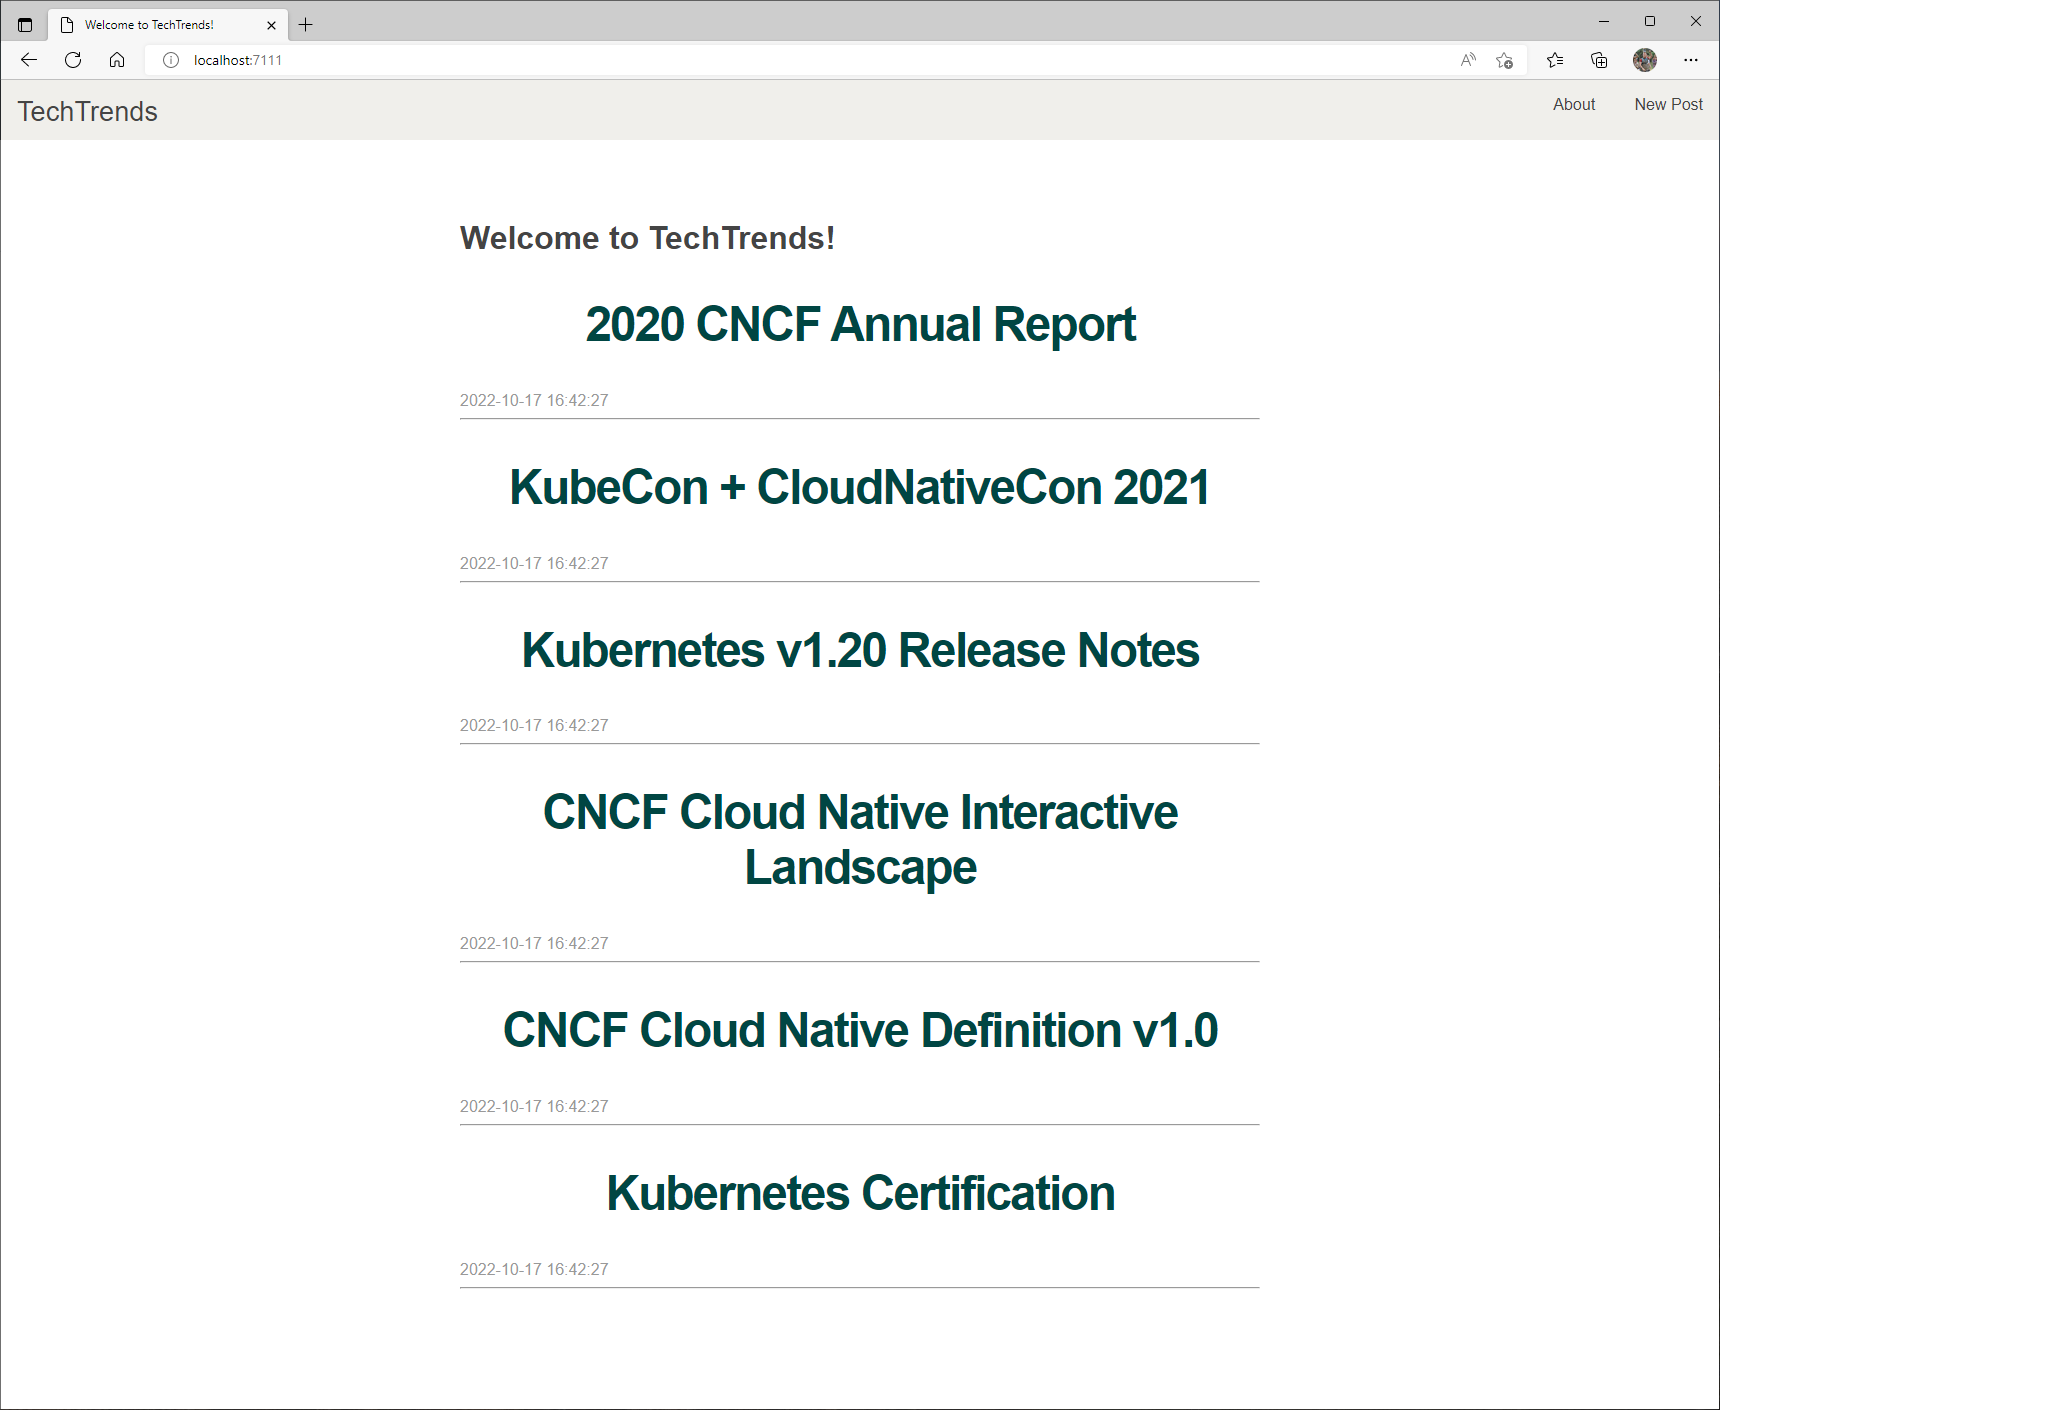 Welcome to TechTrends!
localhost:7111
TechTrends
About
New Post
Welcome to TechTrends!
2020 CNCF Annual Report
2022-10-17 16:42:27
KubeCon + CloudNativeCon 2021
2022-10-17 16:42:27
Kubernetes v1.20 Release Notes
2022-10-17 16:42:27
CNCF Cloud Native Interactive
Landscape
2022-10-17 16:42:27
CNCF Cloud Native Definition v1.0
2022-10-17 16:42:27
Kubernetes Certification
2022-10-17 16:42:27